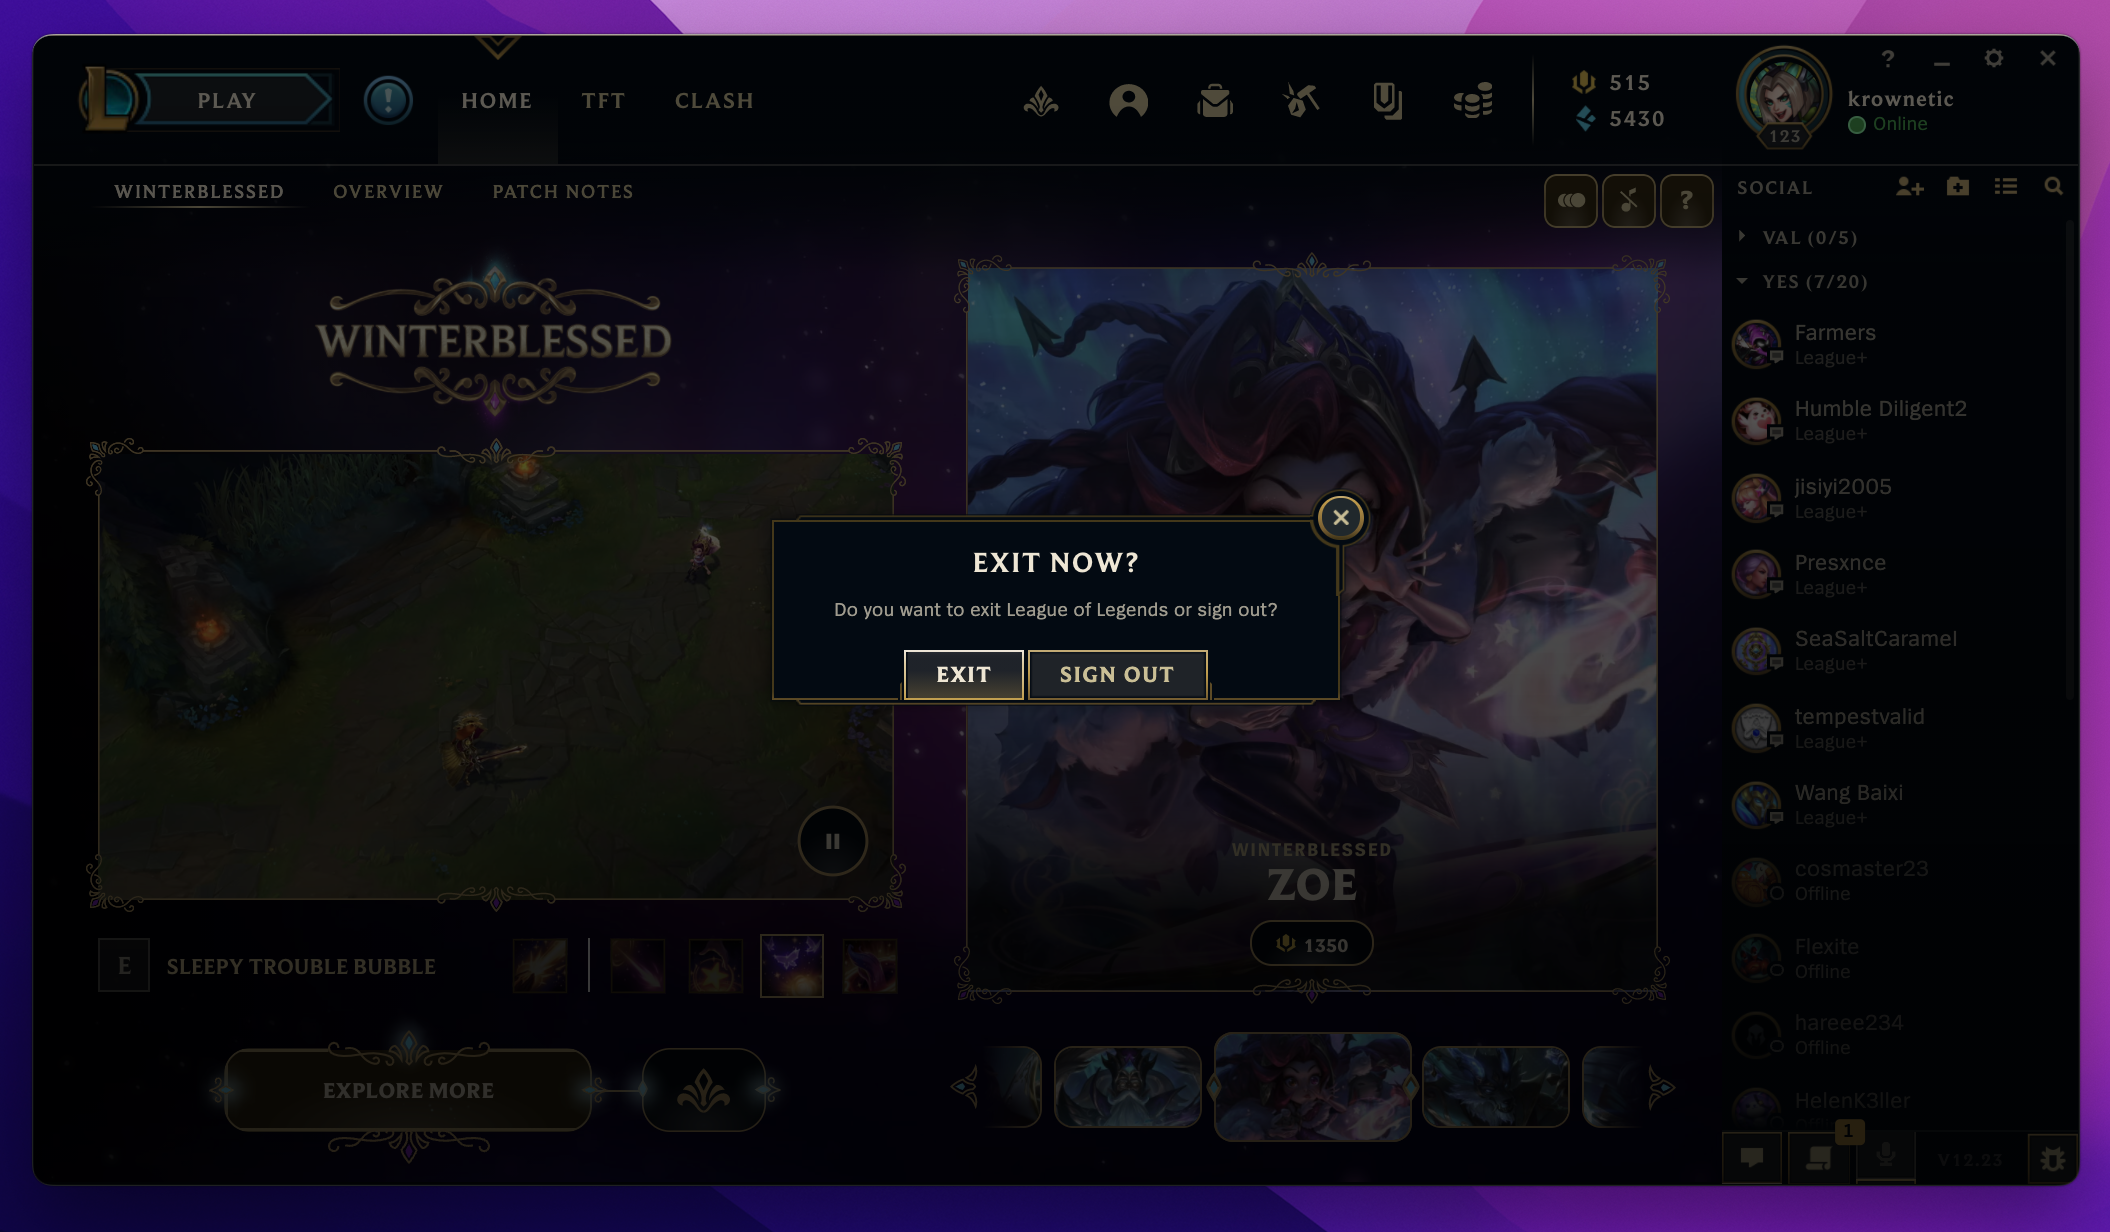 PLAY
HOME
TFT
CLASH
515
5430
123
krownetic
Online
WINTERBLESSED
OVERVIEW
PATCH NOTES
SOCIAL
VAL (0/5)
YES (7/20)
WINTERBLESSED
Farmers
League+
Humble Diligent2
League+
jisiyi2005
League+
Presxnce
League+
SeaSaltCaramel
League+
tempestvalid
League+
Wang Baixi
League+
cosmaster23
Offline
Flexite
Offline
hareee234
Offline
HelenK3ller
EXIT NOW?
Do you want to exit League of Legends or sign out?
EXIT
SIGN OUT
WINTERBLESSED
ZOE
1350
E
SLEEPY TROUBLE BUBBLE
EXPLORE MORE
1
V12.23